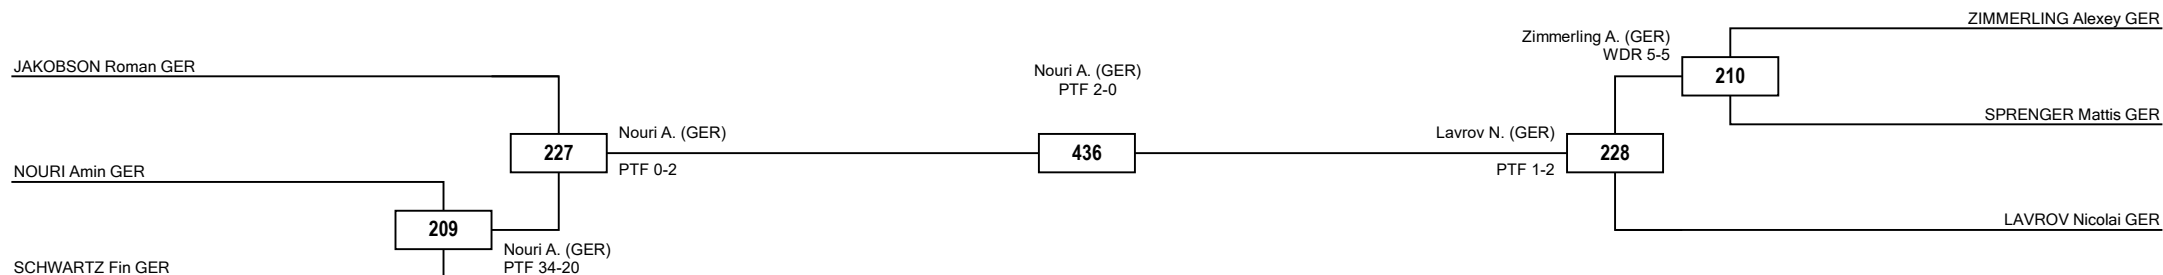 ZIMMERLING Alexey GER
Zimmerling A. (GER)
WDR 5-5
JAKOBSON Roman GER
Nouri A. (GER)
PTF 2-0
210
SPRENGER Mattis GER
Nouri A. (GER)
Lavrov N. (GER)
227
436
228
PTF 0-2
PTF 1-2
NOURI Amin GER
LAVROV Nicolai GER
209
Nouri A. (GER)
PTF 34-20
SCHWARTZ Fin GER